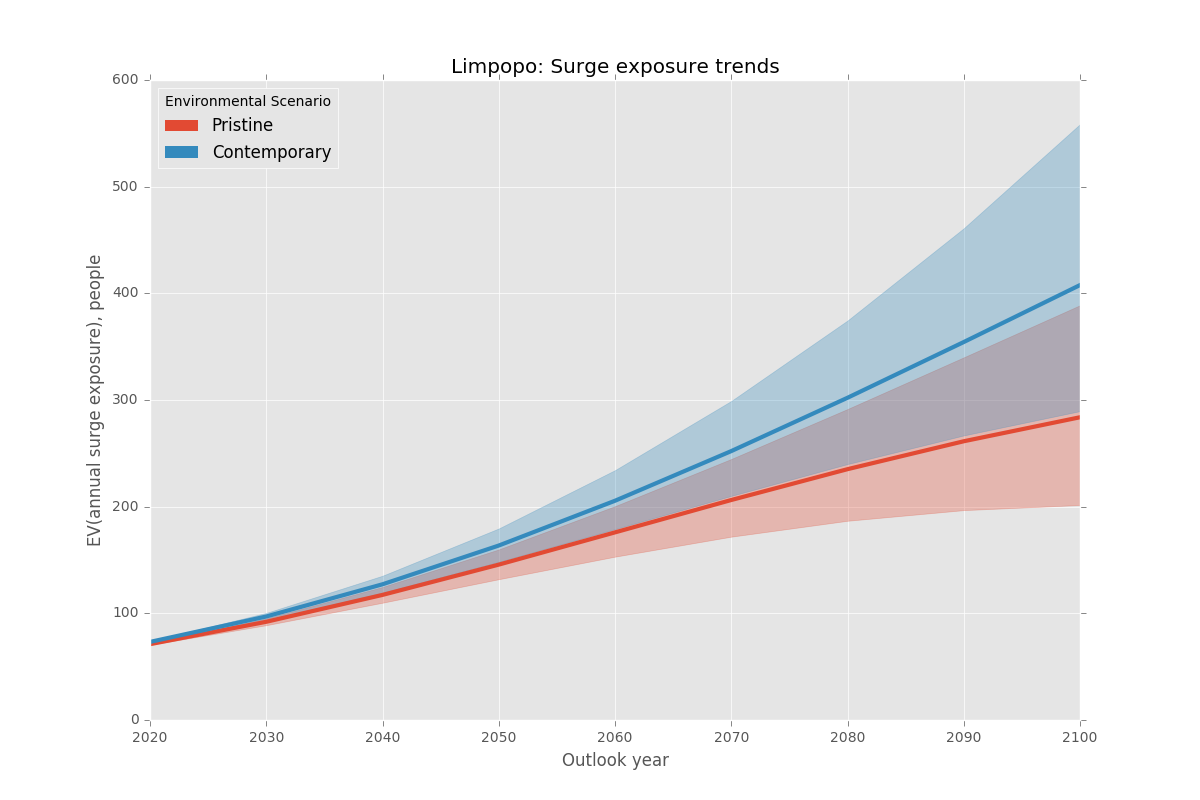 Limpopo: Surge exposure trends
Environmental Scenario
Pristine
Contemporary
EV(annual surge exposure), people
600
500
400
300
200
100
0
2020 2030 2040 2050 2060 2070 2080 2090 2100
Outlook year